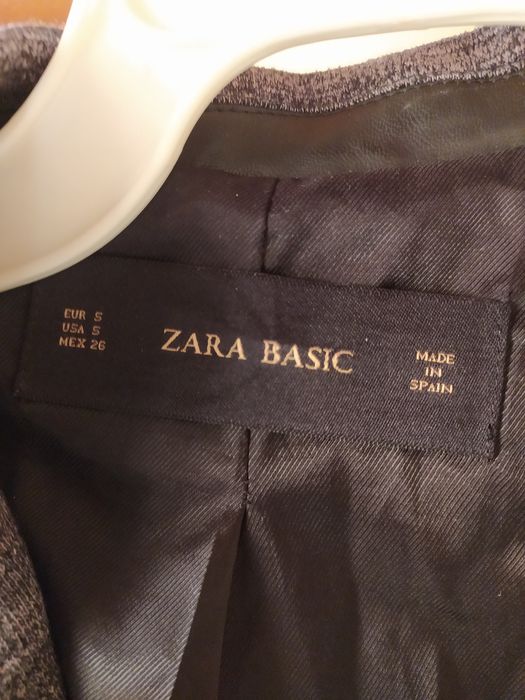 EUR S
USA S
MEX 26
ZARA BASIC
MADE
IN
SPAIN